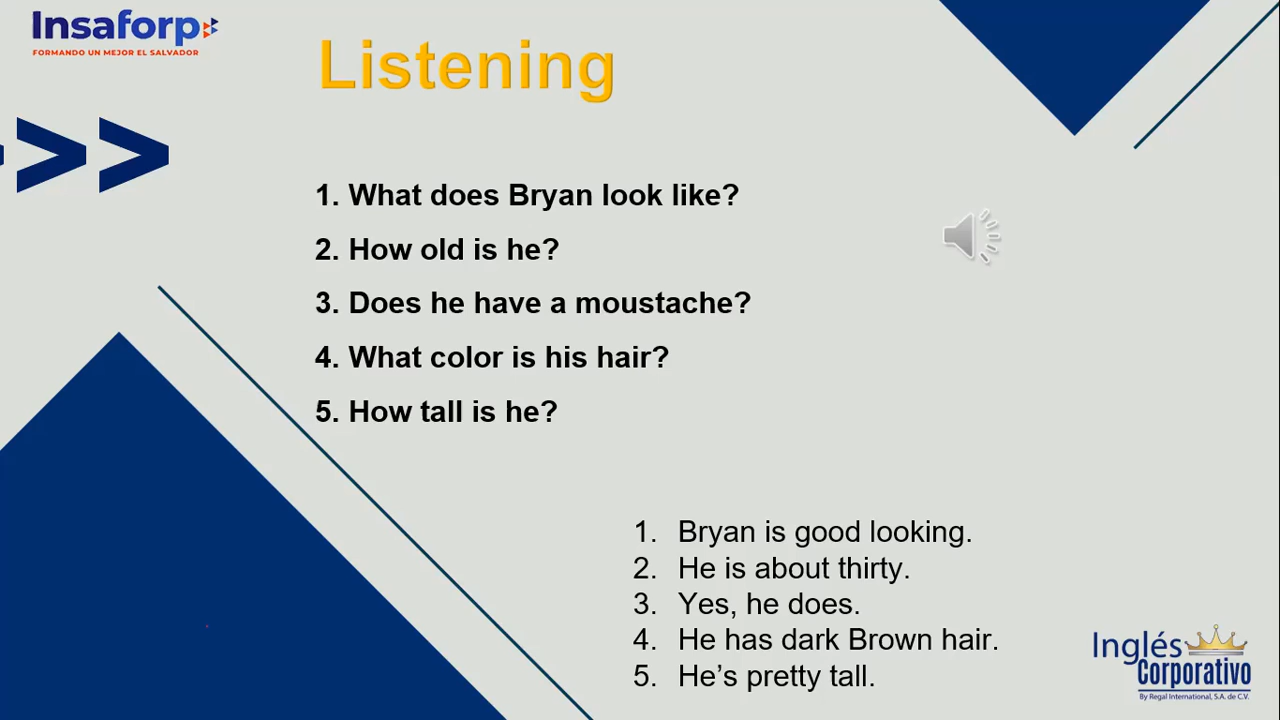 Insaforp
FORMANDO UN MEJOR EL SALVADOR
Listening
>>
1. What does Bryan look like?
2. How old is he?
3. Does he have a moustache?
4. What color is his hair?
5. How tall is he?
1. Bryan is good looking.
2. He is about thirty.
3. Yes, he does.
4. He has dark Brown hair.
5. He's pretty tall.
Inglés
Corporativo
By Regal International, S.A. de C.V.